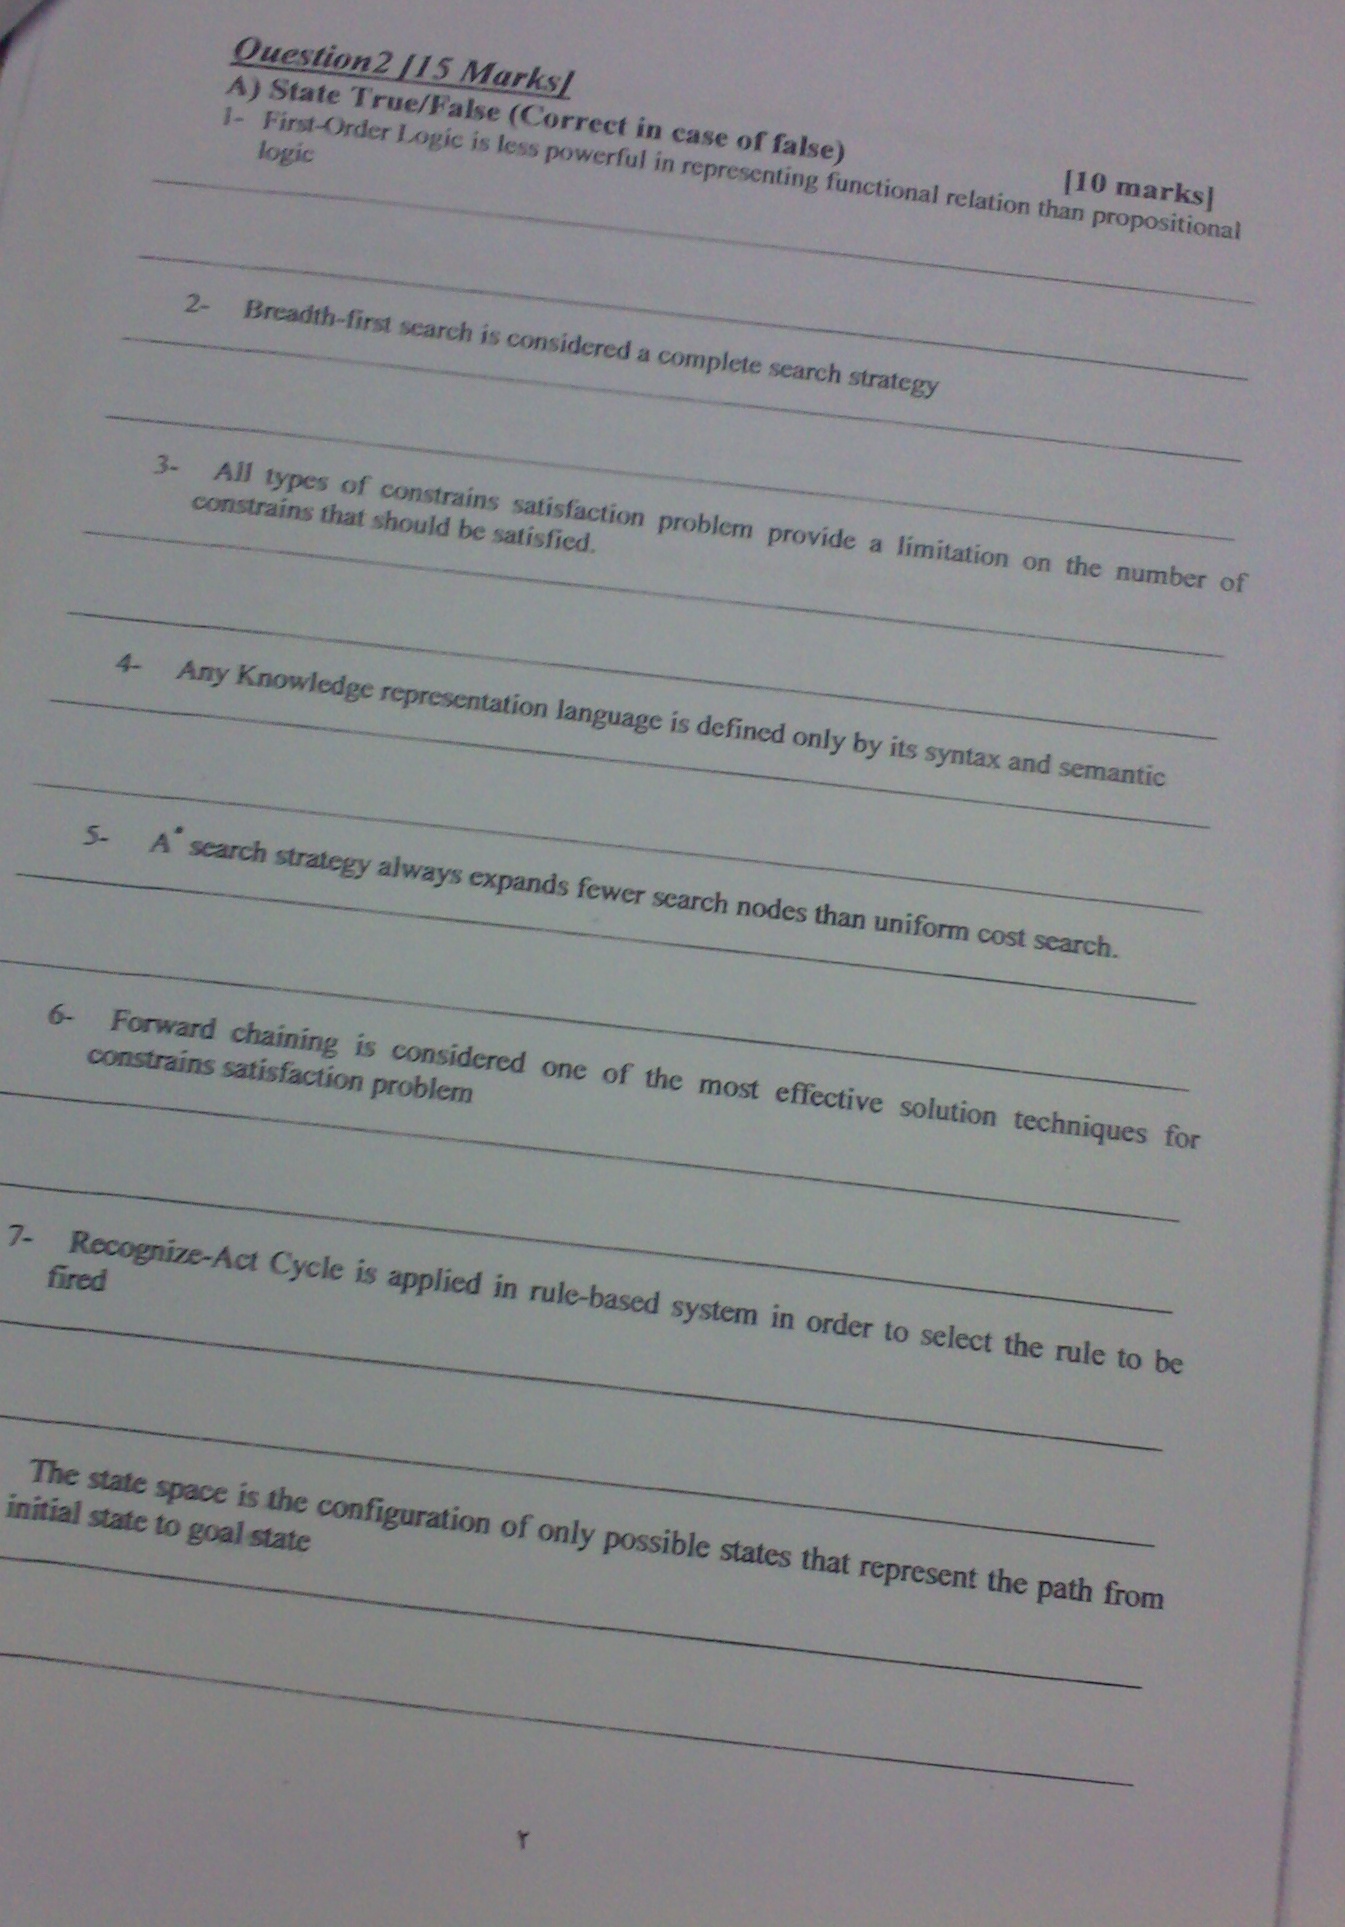 Question2 [15 Marks]
A) State True/False (Correct in case of false)
[10 marks]
1- First-Order Logic is less powerful in representing functional relation than propositional
logic
2- Breadth-first search is considered a complete search strategy
3- All types of constrains satisfaction problem provide a limitation on the number of
constrains that should be satisfied.
4- Any Knowledge representation language is defined only by its syntax and semantic
5- A* search strategy always expands fewer search nodes than uniform cost search.
6- Forward chaining is considered one of the most effective solution techniques for
constrains satisfaction problem
7- Recognize-Act Cycle is applied in rule-based system in order to select the rule to be
fired
The state space is the configuration of only possible states that represent the path from
initial state to goal state
٢